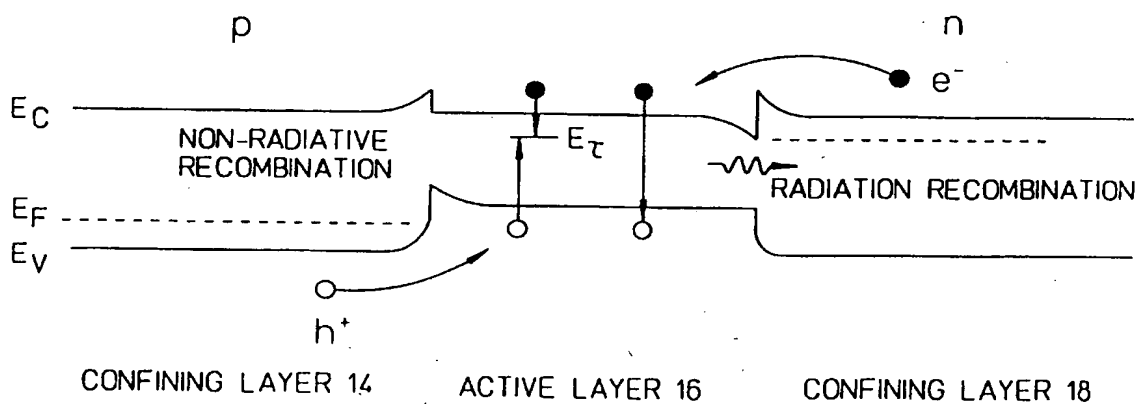 p
n
e⁻
E_C
NON-RADIATIVE
RECOMBINATION
E_τ
RADIATION RECOMBINATION
E_F
E_V
h⁺
CONFINING LAYER 14
ACTIVE LAYER 16
CONFINING LAYER 18